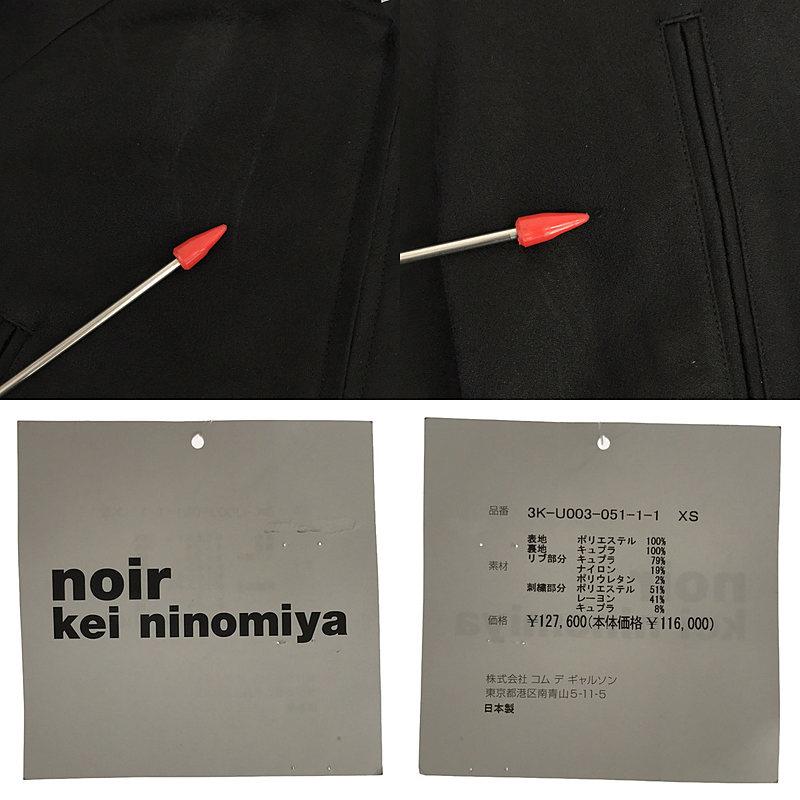 noir
kei ninomiya
品番 3K-U003-051-1-1 XS
素材
表地 ポリエステル 100%
裏地 キュプラ 100%
リブ部分 キュプラ 79%
ナイロン 19%
ポリウレタン 2%
刺繍部分 ポリエステル 51%
レーヨン 41%
キュプラ 8%
価格 ¥127,600(本体価格 ¥116,000)
株式会社 コム デ ギャルソン
東京都港区南青山5-11-5
日本製